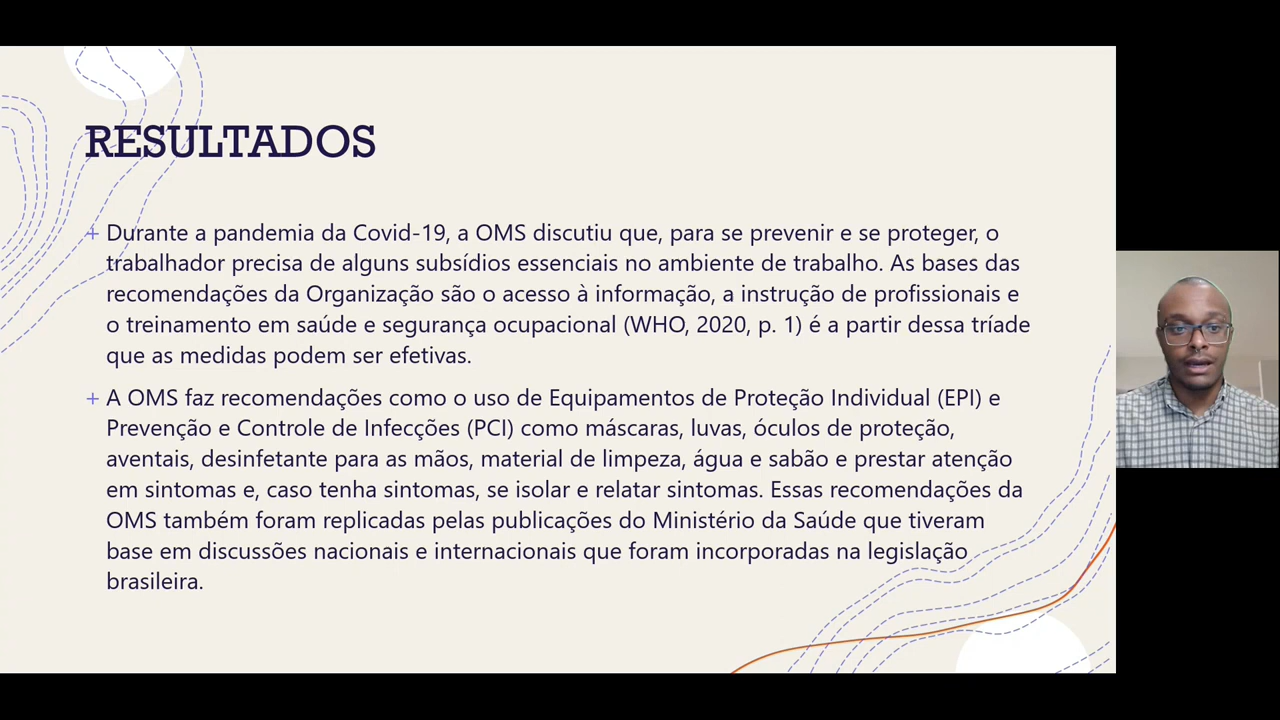 RESULTADOS
+ Durante a pandemia da Covid-19, a OMS discutiu que, para se prevenir e se proteger, o
trabalhador precisa de alguns subsídios essenciais no ambiente de trabalho. As bases das
recomendações da Organização são o acesso à informação, a instrução de profissionais e
o treinamento em saúde e segurança ocupacional (WHO, 2020, p. 1) é a partir dessa tríade
que as medidas podem ser efetivas.
+ A OMS faz recomendações como o uso de Equipamentos de Proteção Individual (EPI) e
Prevenção e Controle de Infecções (PCI) como máscaras, luvas, óculos de proteção,
aventais, desinfetante para as mãos, material de limpeza, água e sabão e prestar atenção
em sintomas e, caso tenha sintomas, se isolar e relatar sintomas. Essas recomendações da
OMS também foram replicadas pelas publicações do Ministério da Saúde que tiveram
base em discussões nacionais e internacionais que foram incorporadas na legislação
brasileira.